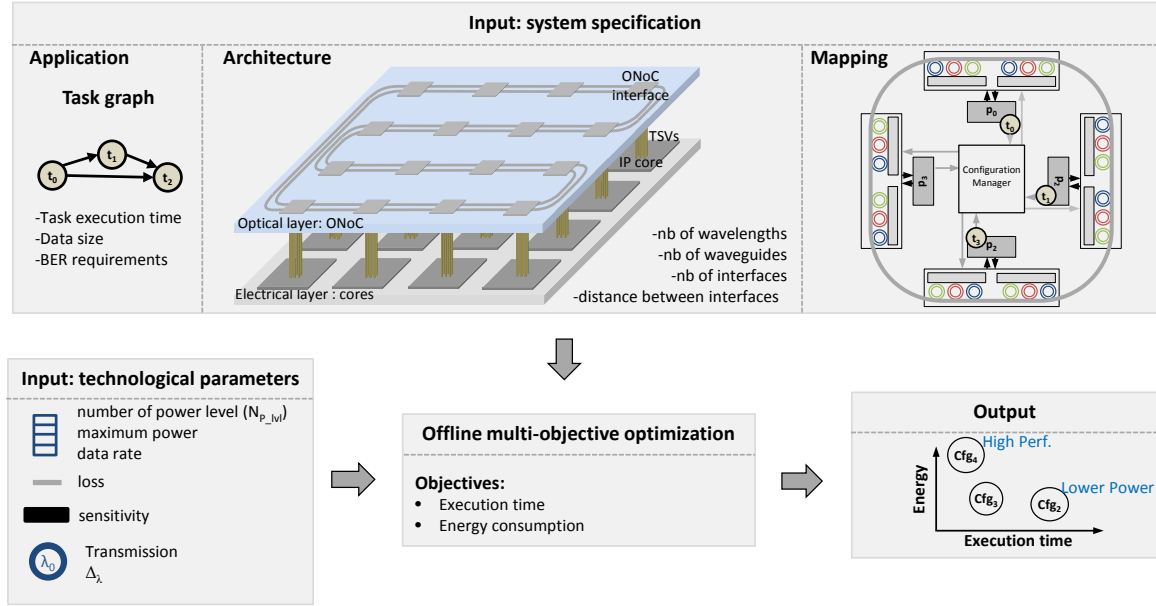 Input: system specification
Application
Task graph
t0
t1
t2
-Task execution time
-Data size
-BER requirements
Architecture
ONoC
interface
TSVs
IP core
Optical layer: ONoC
Electrical layer : cores
-nb of wavelengths
-nb of waveguides
-nb of interfaces
-distance between interfaces
Mapping
p0
t0
p3
Configuration
Manager
p2
t1
t3
p2
Input: technological parameters
number of power level (NP_lvl)
maximum power
data rate
loss
sensitivity
λ0
Transmission
Δλ
Offline multi-objective optimization
Objectives:
• Execution time
• Energy consumption
Output
High Perf.
Cfg4
Lower Power
Cfg3
Cfg2
Energy
Execution time